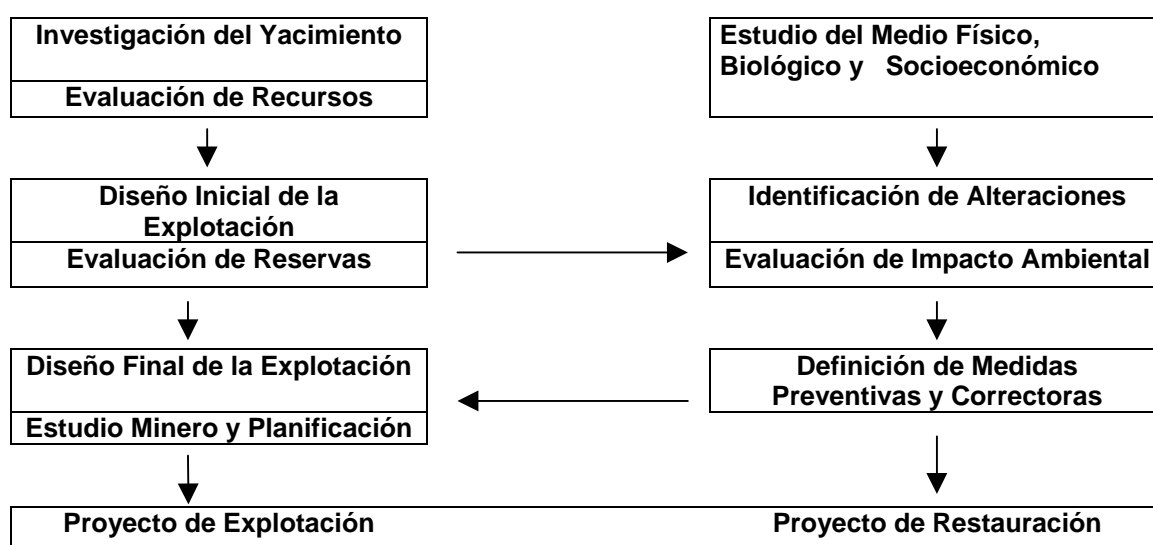 Investigación del Yacimiento
Evaluación de Recursos
Estudio del Medio Físico,
Biológico y Socioeconómico
Diseño Inicial de la
Explotación
Evaluación de Reservas
Identificación de Alteraciones
Evaluación de Impacto Ambiental
Diseño Final de la Explotación
Estudio Minero y Planificación
Definición de Medidas
Preventivas y Correctoras
Proyecto de Explotación
Proyecto de Restauración